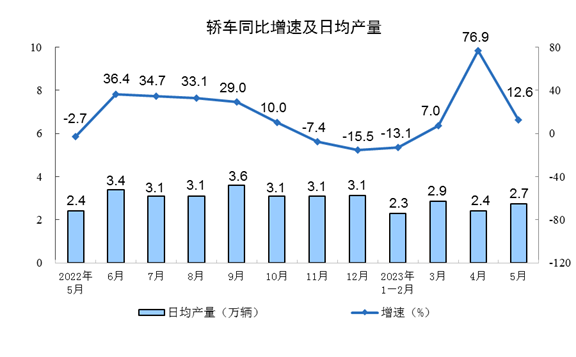 轿车同比增速及日均产量
10
8
6
4
2
0
80
40
0
-40
-80
-120
-2.7
36.4
34.7
33.1
29.0
10.0
-7.4
-15.5
-13.1
7.0
76.9
12.6
2.4
3.4
3.1
3.1
3.6
3.1
3.1
3.1
2.3
2.9
2.4
2.7
2022年
5月
6月
7月
8月
9月
10月
11月
12月
2023年
1—2月
3月
4月
5月
日均产量（万辆）
增速（%）